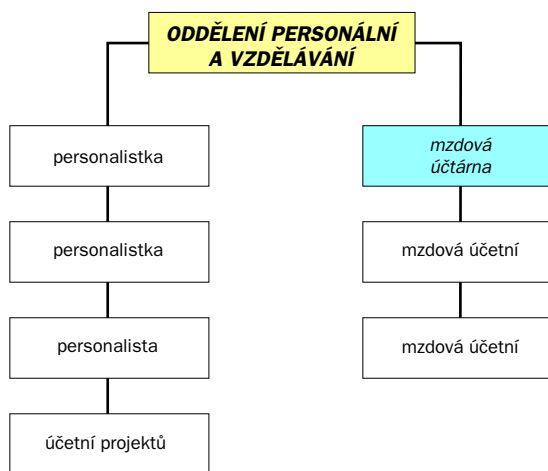 ODDĚLENÍ PERSONÁLNÍ
A VZDĚLÁVÁNÍ
personalistka
personalistka
personalista
účetní projektů
mzdová
účtárna
mzdová účetní
mzdová účetní